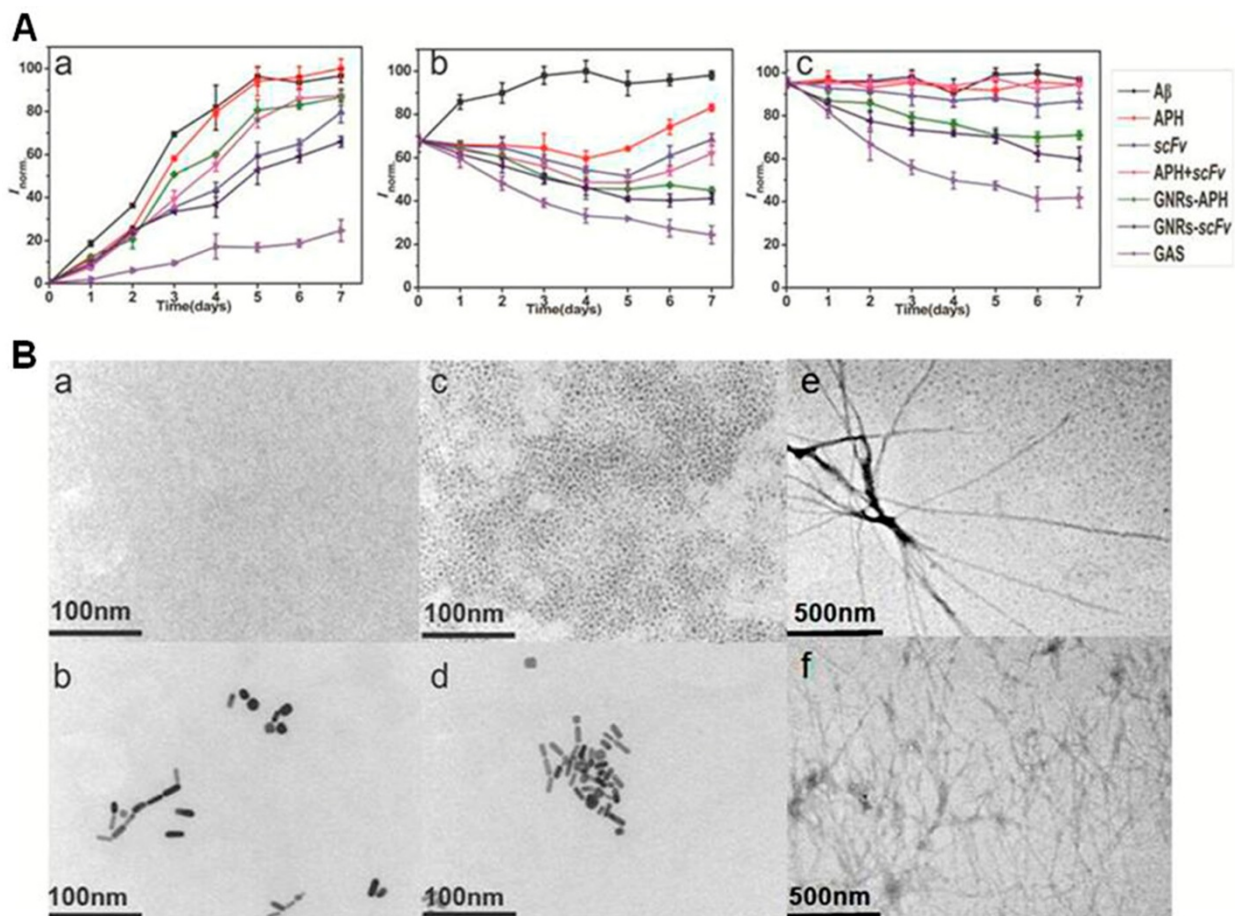 A
a
100
80
60
40
20
0
I norm.
0 1 2 3 4 5 6 7
Time(days)
b
100
80
60
40
20
0
I norm.
0 1 2 3 4 5 6 7
Time(days)
c
100
80
60
40
20
0
I norm.
0 1 2 3 4 5 6 7
Time(days)
Aβ
APH
scFv
APH+scFv
GNRs-APH
GNRs-scFv
GAS
B
a
100nm
c
100nm
e
500nm
b
100nm
d
100nm
f
500nm